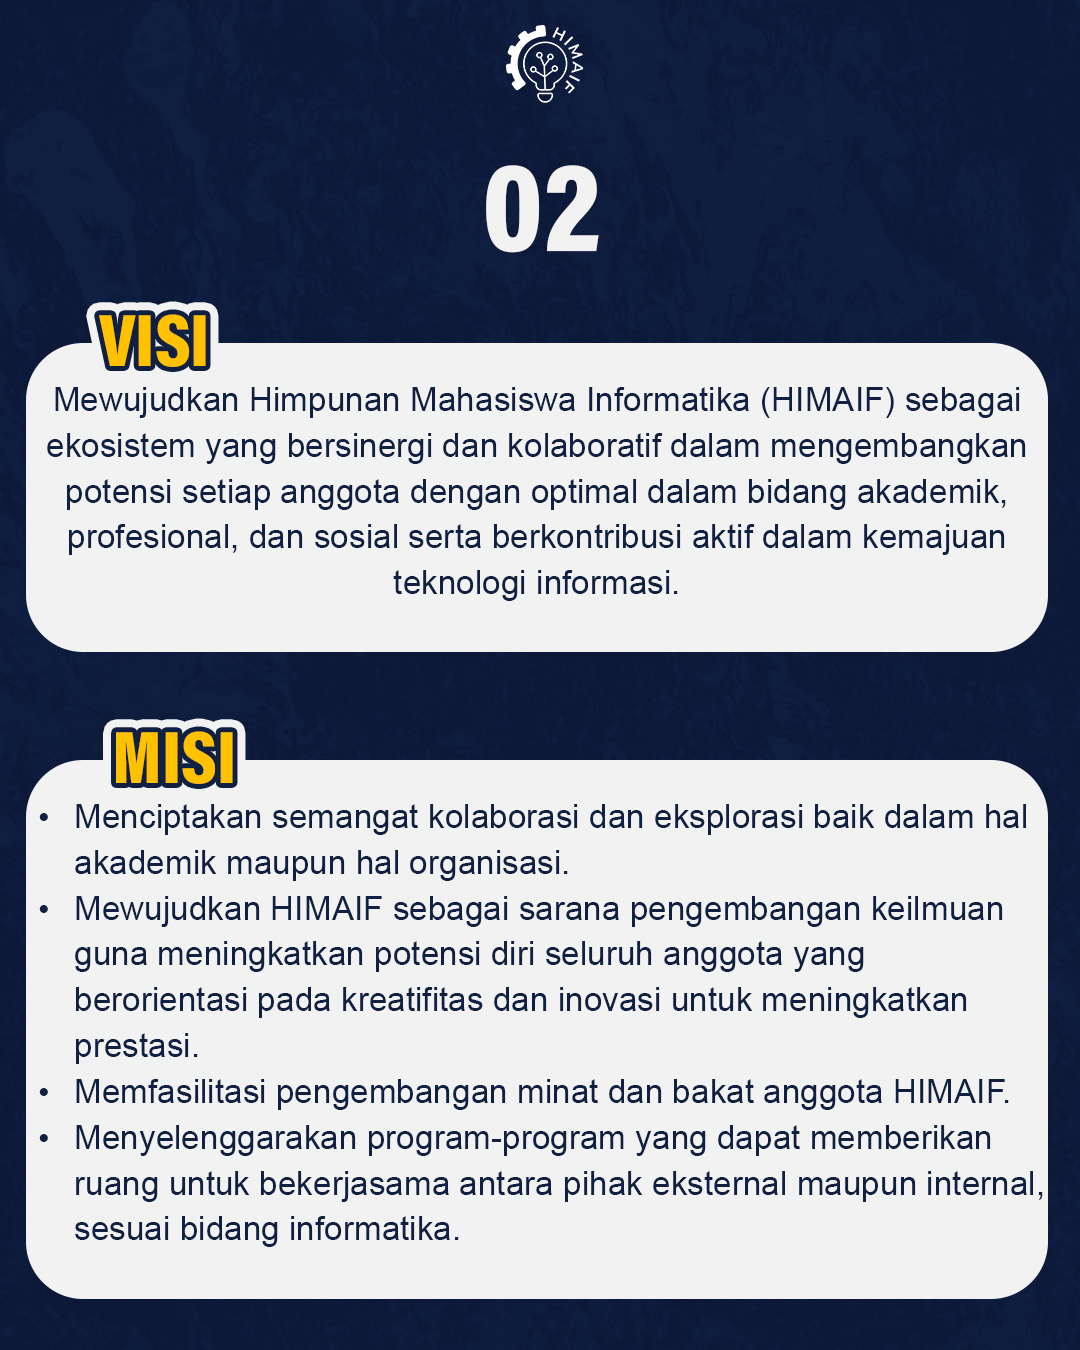 HIMAIF
02
VISI
Mewujudkan Himpunan Mahasiswa Informatika (HIMAIF) sebagai
ekosistem yang bersinergi dan kolaboratif dalam mengembangkan
potensi setiap anggota dengan optimal dalam bidang akademik,
profesional, dan sosial serta berkontribusi aktif dalam kemajuan
teknologi informasi.
MISI
• Menciptakan semangat kolaborasi dan eksplorasi baik dalam hal
akademik maupun hal organisasi.
• Mewujudkan HIMAIF sebagai sarana pengembangan keilmuan
guna meningkatkan potensi diri seluruh anggota yang
berorientasi pada kreatifitas dan inovasi untuk meningkatkan
prestasi.
• Memfasilitasi pengembangan minat dan bakat anggota HIMAIF.
• Menyelenggarakan program-program yang dapat memberikan
ruang untuk bekerjasama antara pihak eksternal maupun internal,
sesuai bidang informatika.